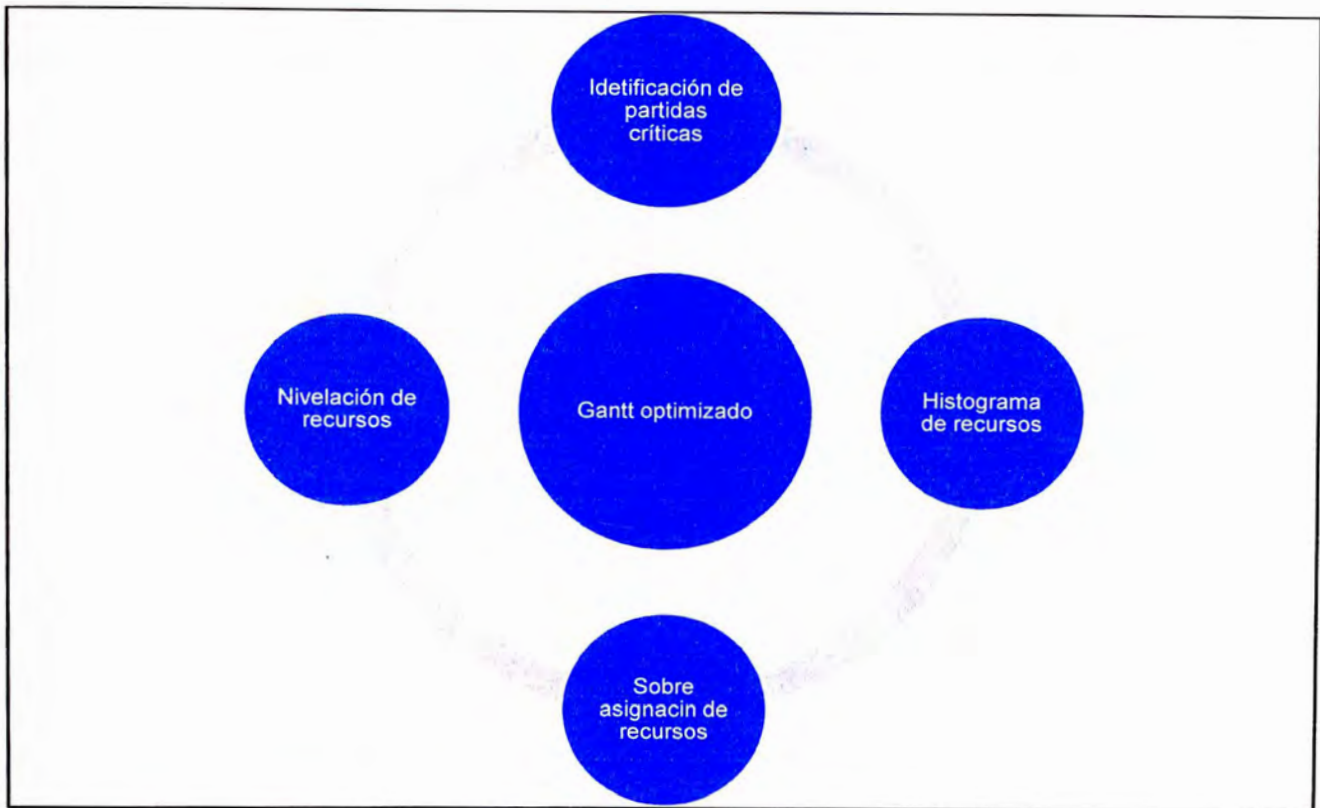 Idetificación de
partidas
críticas
Nivelación de
recursos
Gantt optimizado
Histograma
de recursos
Sobre
asignacin de
recursos